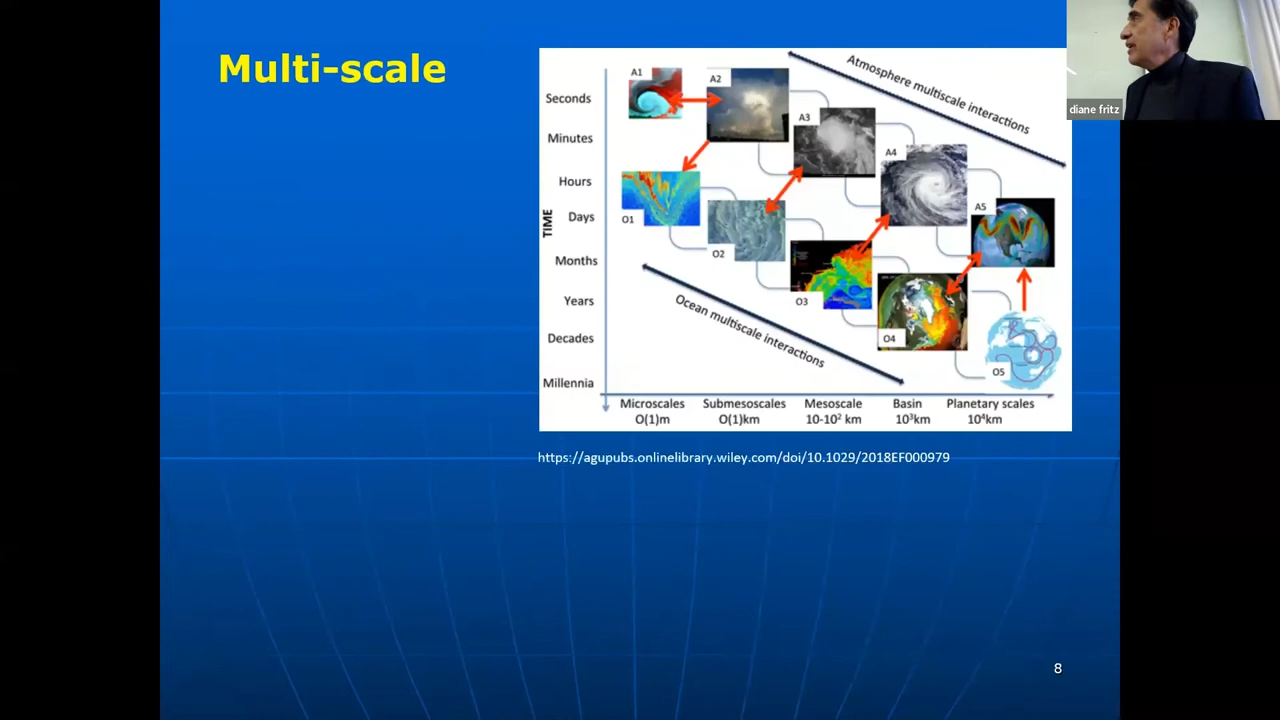 Multi-scale
diane fritz
Atmosphere multiscale interactions
A1
A2
A3
A4
A5
O1
O2
O3
O4
O5
Ocean multiscale interactions
TIME
Seconds
Minutes
Hours
Days
Months
Years
Decades
Millennia
Microscales Submesoscales Mesoscale Basin Planetary scales
O(1)m O(1)km 10-10² km 10³km 10⁴km
https://agupubs.onlinelibrary.wiley.com/doi/10.1029/2018EF000979
8